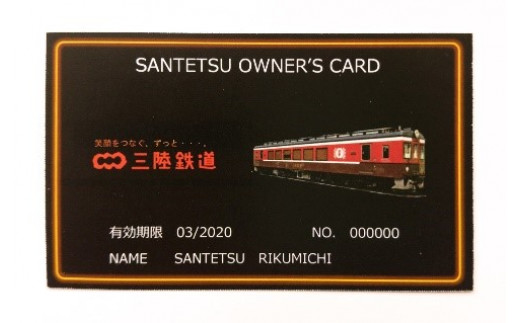 SANTETSU OWNER'S CARD
笑顔をつなぐ、ずっと・・・。
三陸鉄道
有効期限 03/2020 NO. 000000
NAME SANTETSU RIKUMICHI